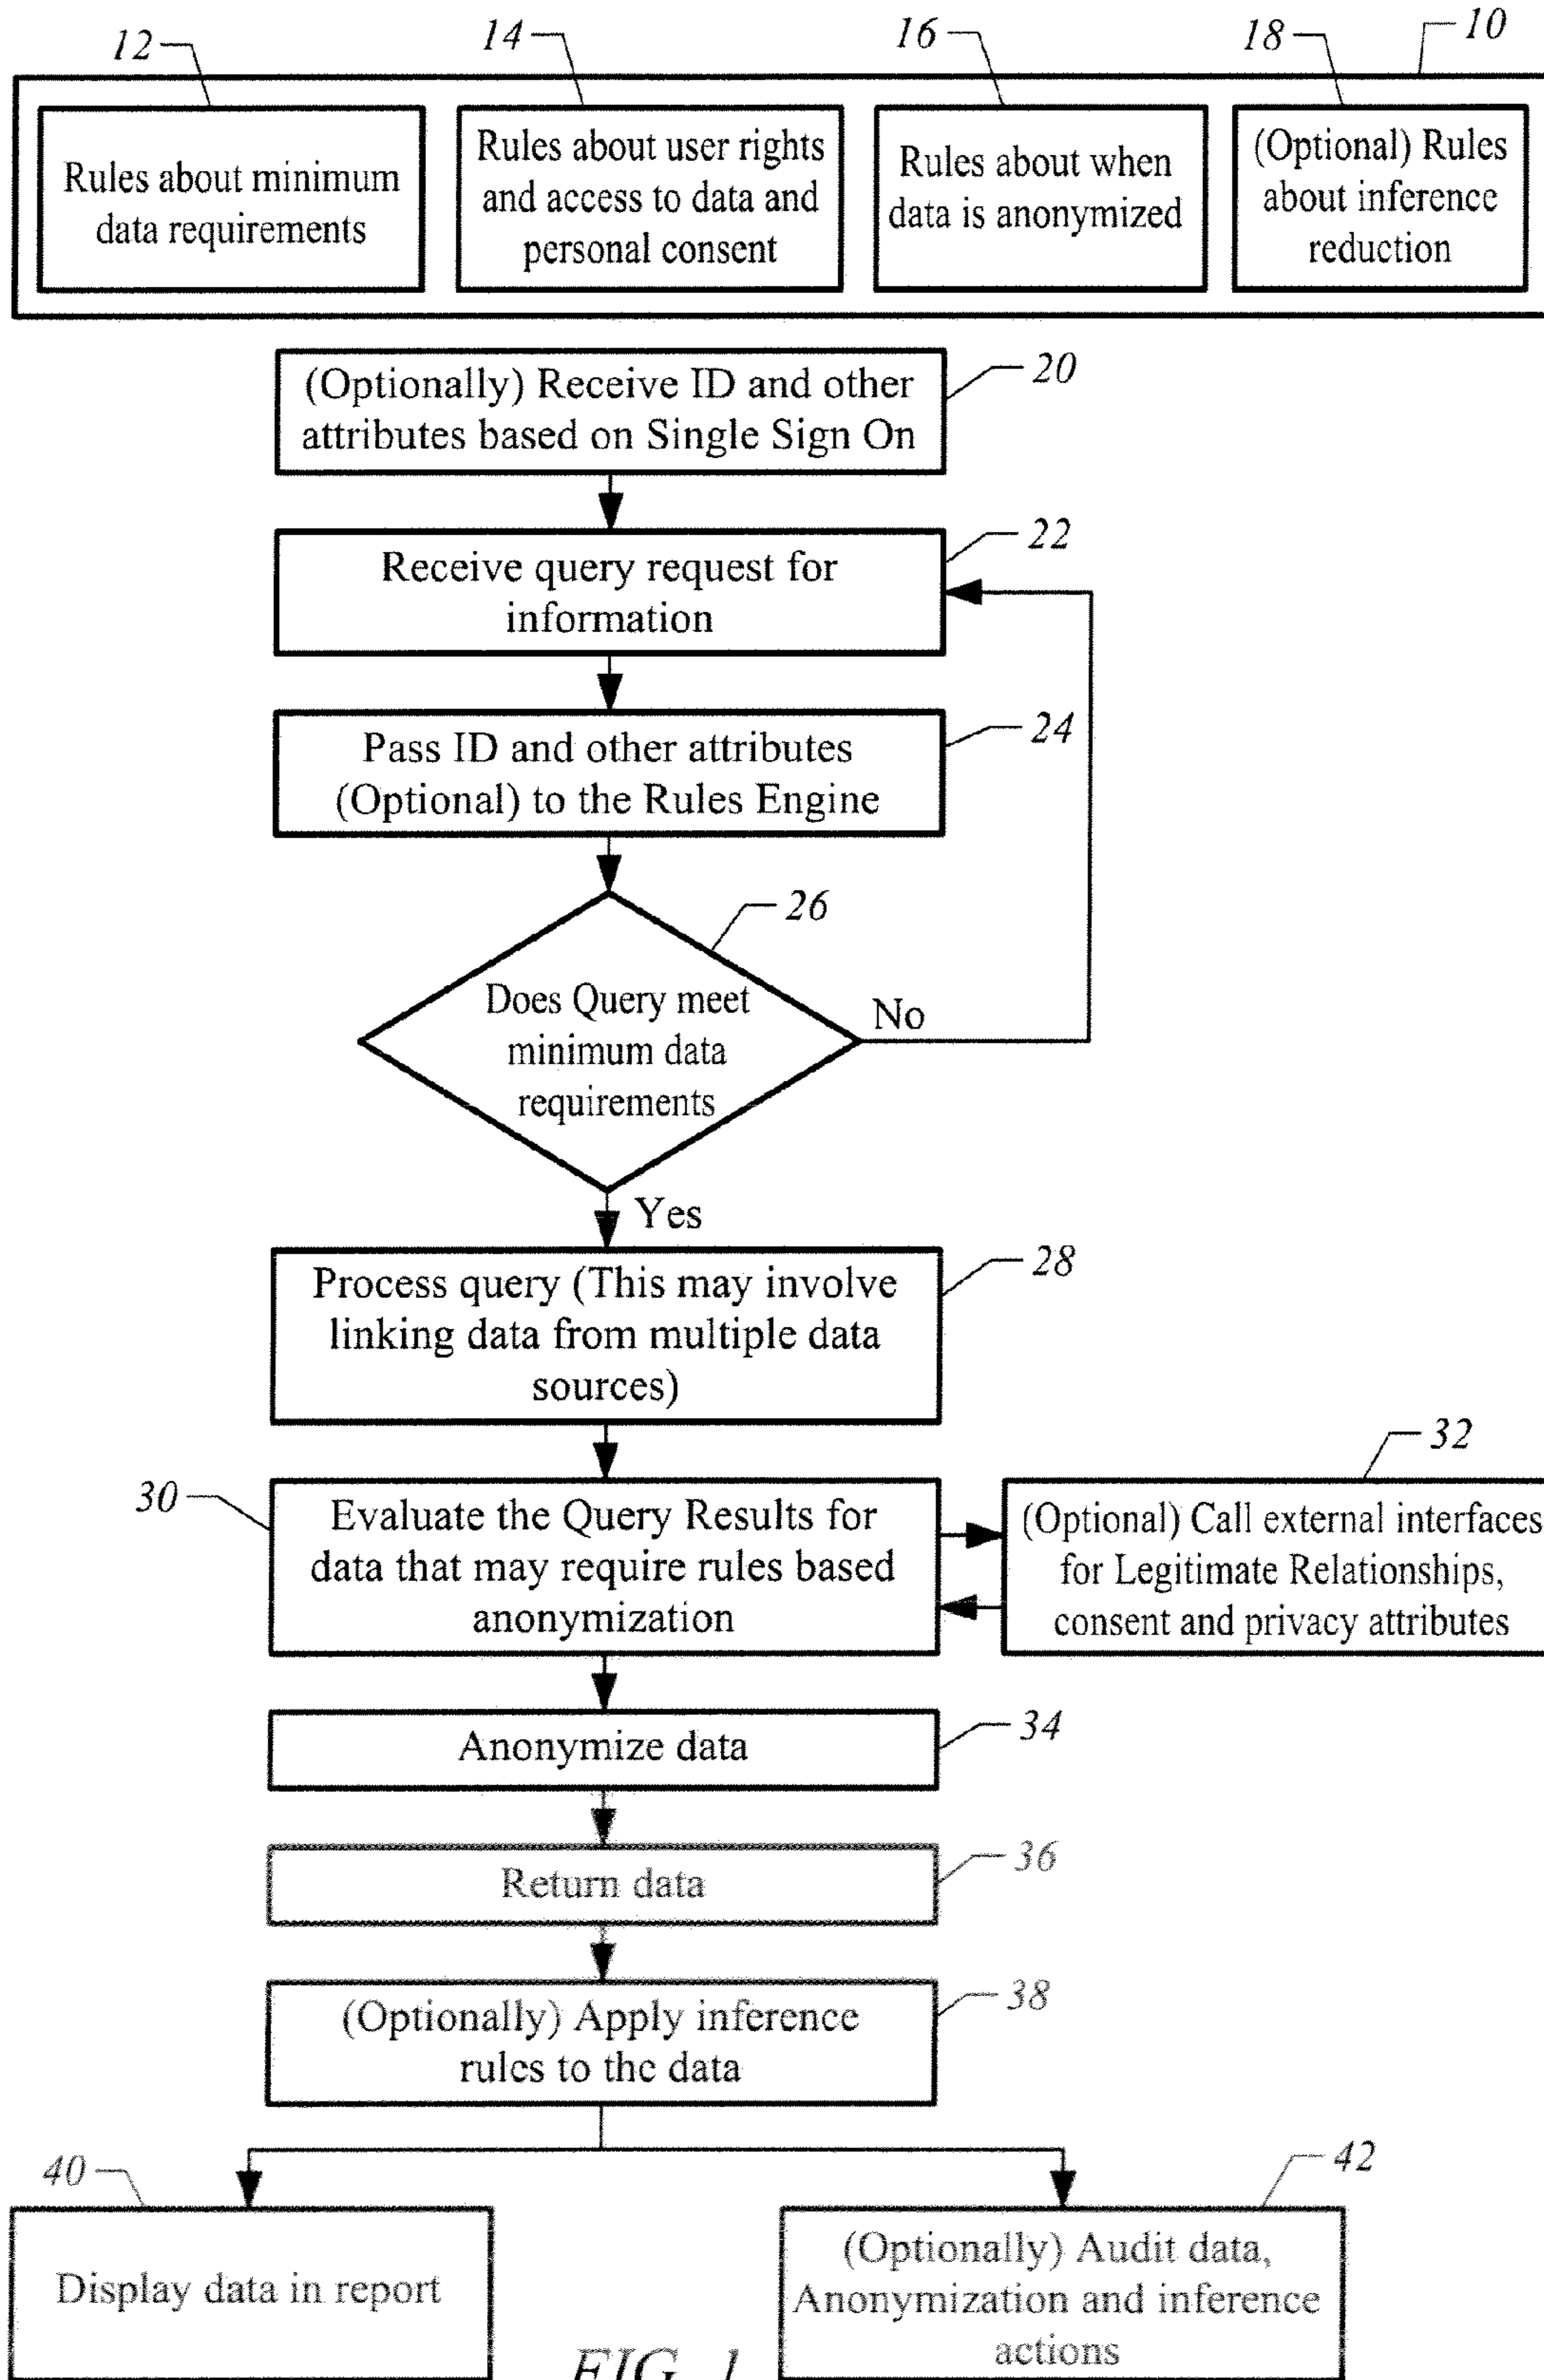 12
14
16
18
10
Rules about minimum
data requirements
Rules about user rights
and access to data and
personal consent
Rules about when
data is anonymized
(Optional) Rules
about inference
reduction
20
(Optionally) Receive ID and other
attributes based on Single Sign On
22
Receive query request for
information
24
Pass ID and other attributes
(Optional) to the Rules Engine
26
Does Query meet
minimum data
requirements
No
Yes
28
Process query (This may involve
linking data from multiple data
sources)
30
Evaluate the Query Results for
data that may require rules based
anonymization
32
(Optional) Call external interfaces
for Legitimate Relationships,
consent and privacy attributes
34
Anonymize data
36
Return data
38
(Optionally) Apply inference
rules to the data
40
Display data in report
42
(Optionally) Audit data,
Anonymization and inference
actions
FIG. 1